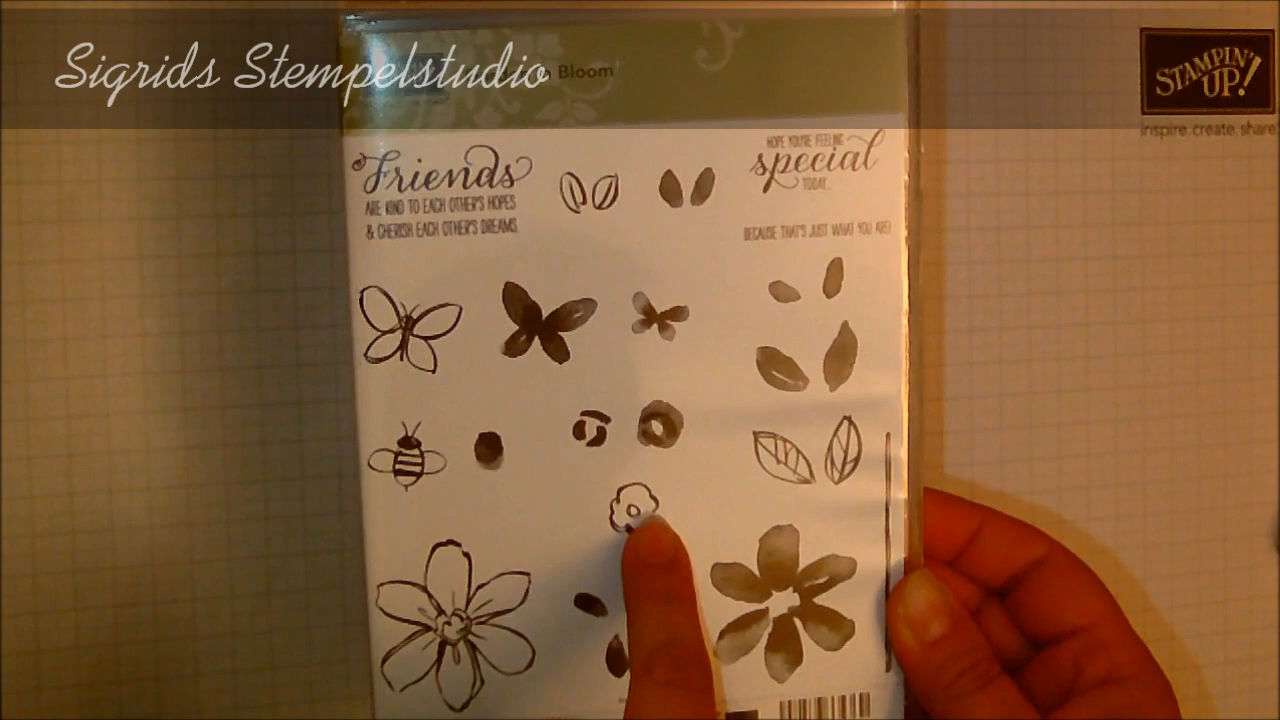 Sigrids Stempelstudio
Bloom
STAMPIN' UP!
inspire.create.share
Friends
ARE KIND TO EACH OTHER'S HOPES
& CHERISH EACH OTHER'S DREAMS.
HOPE YOU'RE FEELING
special
TODAY...
BECAUSE THAT'S JUST WHAT YOU ARE!